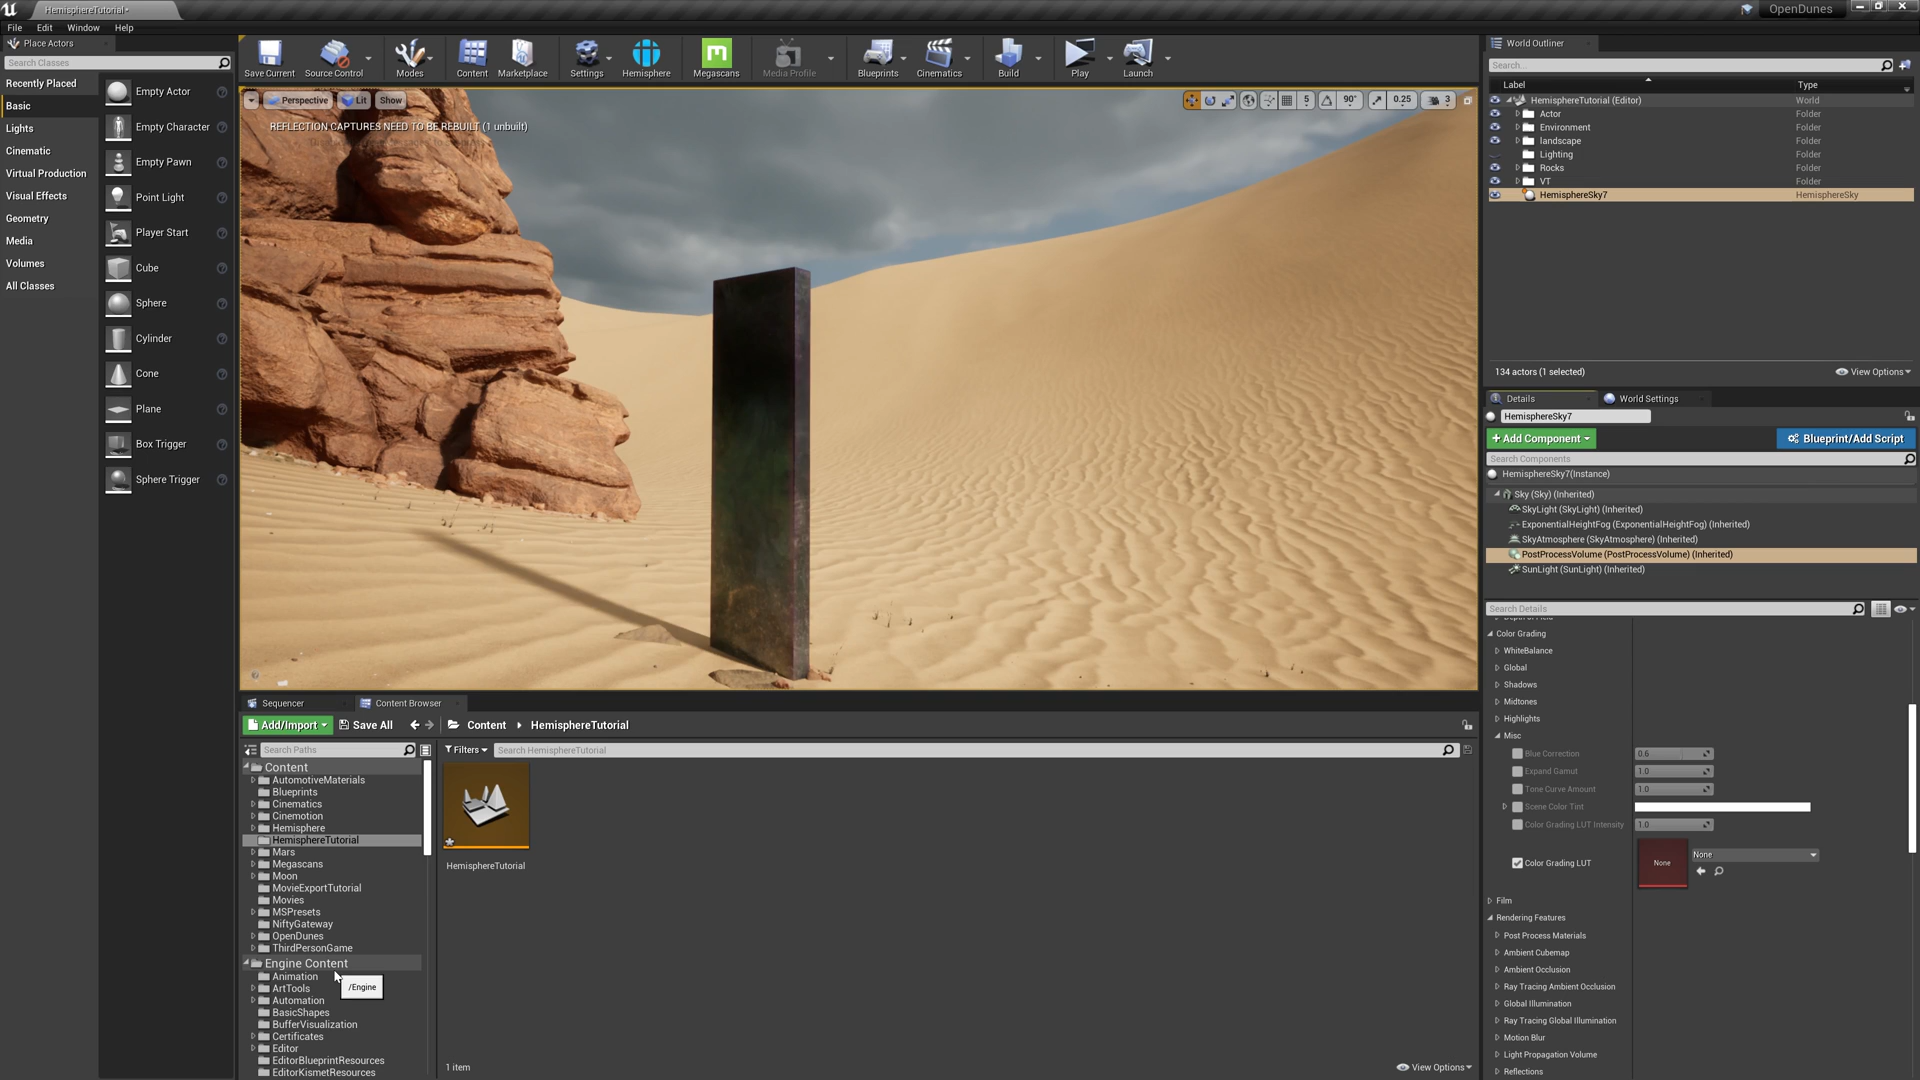 HemisphereTutorial•
OpenDunes
File
Edit
Window
Help
Place Actors
Search Classes
Recently Placed
Basic
Lights
Cinematic
Virtual Production
Visual Effects
Geometry
Media
Volumes
All Classes
Empty Actor
Empty Character
Empty Pawn
Point Light
Player Start
Cube
Sphere
Cylinder
Cone
Plane
Box Trigger
Sphere Trigger
Save Current
Source Control
Modes
Content
Marketplace
Settings
Hemisphere
Megascans
Media Profile
Blueprints
Cinematics
Build
Play
Launch
Perspective
Lit
Show
5
90°
0.25
3
REFLECTION CAPTURES NEED TO BE REBUILT (1 unbuilt)
World Outliner
Search...
Label
Type
HemisphereTutorial (Editor)
World
Actor
Folder
Environment
Folder
landscape
Folder
Lighting
Folder
Rocks
Folder
VT
Folder
HemisphereSky7
HemisphereSky
134 actors (1 selected)
View Options
Details
World Settings
HemisphereSky7
+ Add Component
Blueprint/Add Script
Search Components
HemisphereSky7(Instance)
Sky (Sky) (Inherited)
SkyLight (SkyLight) (Inherited)
ExponentialHeightFog (ExponentialHeightFog) (Inherited)
SkyAtmosphere (SkyAtmosphere) (Inherited)
PostProcessVolume (PostProcessVolume) (Inherited)
SunLight (SunLight) (Inherited)
Search Details
Color Grading
WhiteBalance
Global
Shadows
Midtones
Highlights
Misc
Blue Correction
0.6
Expand Gamut
1.0
Tone Curve Amount
1.0
Scene Color Tint
Color Grading LUT Intensity
1.0
Color Grading LUT
None
None
Film
Rendering Features
Post Process Materials
Ambient Cubemap
Ambient Occlusion
Ray Tracing Ambient Occlusion
Global Illumination
Ray Tracing Global Illumination
Motion Blur
Light Propagation Volume
Reflections
Sequencer
Content Browser
Add/Import
Save All
Content
HemisphereTutorial
Search Paths
Filters
Search HemisphereTutorial
Content
AutomotiveMaterials
Blueprints
Cinematics
Cinemotion
Hemisphere
HemisphereTutorial
Mars
Megascans
Moon
MovieExportTutorial
Movies
MSPresets
NiftyGateway
OpenDunes
ThirdPersonGame
Engine Content
Animation
ArtTools
Automation
BasicShapes
BufferVisualization
Certificates
Editor
EditorBlueprintResources
EditorKismetResources
/Engine
HemisphereTutorial
1 item
View Options